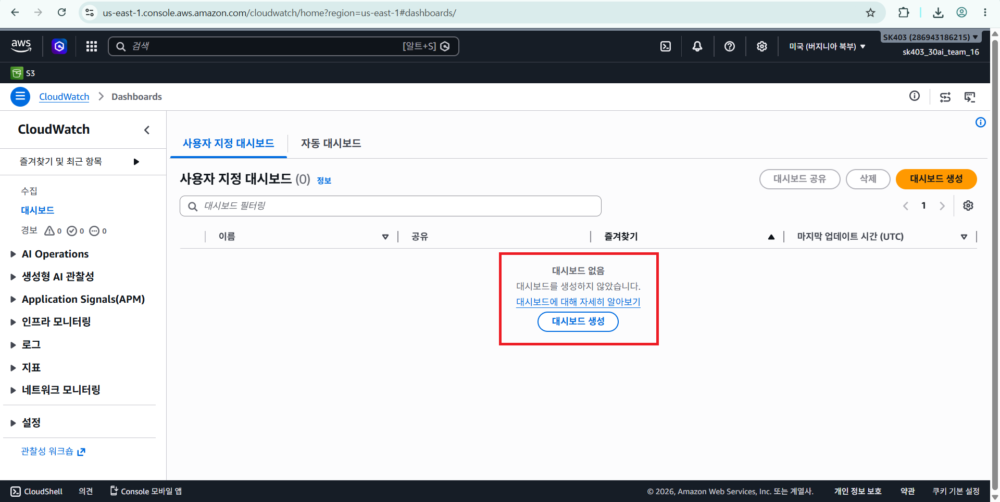 us-east-1.console.aws.amazon.com/cloudwatch/home?region=us-east-1#dashboards/
aws
검색
[알트+S]
미국 (버지니아 북부) ▼
SK403 (286943186215) ▼
sk403_30ai_team_16
S3
CloudWatch
Dashboards
CloudWatch
즐겨찾기 및 최근 항목
수집
대시보드
경보 0 0 0
AI Operations
생성형 AI 관찰성
Application Signals(APM)
인프라 모니터링
로그
지표
네트워크 모니터링
설정
관찰성 워크숍
사용자 지정 대시보드
자동 대시보드
사용자 지정 대시보드 (0) 정보
대시보드 공유
삭제
대시보드 생성
대시보드 필터링
1
이름
공유
즐겨찾기
마지막 업데이트 시간 (UTC)
대시보드 없음
대시보드를 생성하지 않았습니다.
대시보드에 대해 자세히 알아보기
대시보드 생성
CloudShell
의견
Console 모바일 앱
© 2026, Amazon Web Services, Inc. 또는 계열사.
개인 정보 보호
약관
쿠키 기본 설정